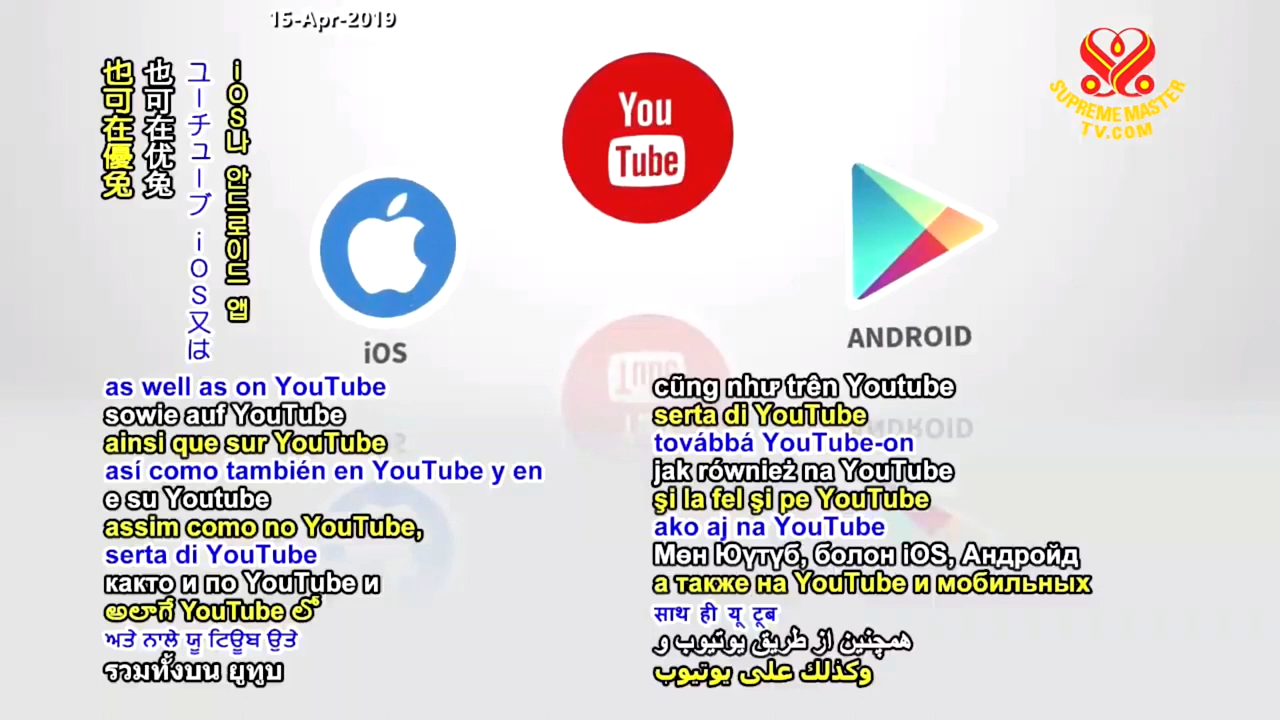 15-Apr-2019
也可在優兔
也可在优兔
ユーチューブ iOS又は
iOS나 안드로이드 앱
You
Tube
SUPREME MASTER
TV.COM
iOS
ANDROID
as well as on YouTube
sowie auf YouTube
ainsi que sur YouTube
así como también en YouTube y en
e su Youtube
assim como no YouTube,
serta di YouTube
както и по YouTube и
అలాగే YouTube లో
ਅਤੇ ਨਾਲੇ ਯੂ ਟਿਊਬ ਉਤੇ
รวมทั้งบน ยูทูบ
cũng như trên Youtube
serta di YouTube
továbbá YouTube-on
jak również na YouTube
şi la fel şi pe YouTube
ako aj na YouTube
Мөн Юүтүб, болон iOS, Андройд
а также на YouTube и мобильных
साथ ही यू टूब
همچنین از طریق یوتیوب و
وكذلك على يوتيوب